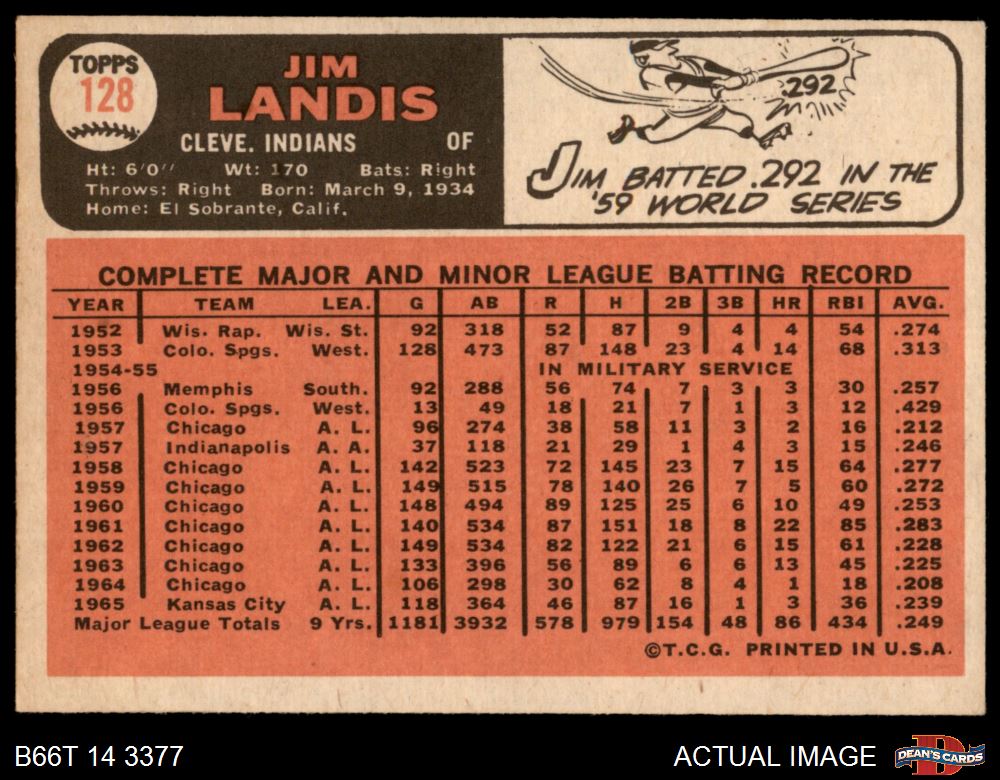 TOPPS
128
JIM
LANDIS
CLEVE. INDIANS OF
Ht: 6'0" Wt: 170 Bats: Right
Throws: Right Born: March 9, 1934
Home: El Sobrante, Calif.
.292
JIM BATTED .292 IN THE
'59 WORLD SERIES
COMPLETE MAJOR AND MINOR LEAGUE BATTING RECORD
YEAR TEAM LEA. G AB R H 2B 3B HR RBI AVG.
1952 Wis. Rap. Wis. St. 92 318 52 87 9 4 4 54 .274
1953 Colo. Spgs. West. 128 473 87 148 23 4 14 68 .313
1954-55 IN MILITARY SERVICE
1956 Memphis South. 92 288 56 74 7 3 3 30 .257
1956 Colo. Spgs. West. 13 49 18 21 7 1 3 12 .429
1957 Chicago A. L. 96 274 38 58 11 3 2 16 .212
1957 Indianapolis A. A. 37 118 21 29 1 4 3 15 .246
1958 Chicago A. L. 142 523 72 145 23 7 15 64 .277
1959 Chicago A. L. 149 515 78 140 26 7 5 60 .272
1960 Chicago A. L. 148 494 89 125 25 6 10 49 .253
1961 Chicago A. L. 140 534 87 151 18 8 22 85 .283
1962 Chicago A. L. 149 534 82 122 21 6 15 61 .228
1963 Chicago A. L. 133 396 56 89 6 6 13 45 .225
1964 Chicago A. L. 106 298 30 62 8 4 1 18 .208
1965 Kansas City A. L. 118 364 46 87 16 1 3 36 .239
Major League Totals 9 Yrs. 1181 3932 578 979 154 48 86 434 .249
©T.C.G. PRINTED IN U.S.A.
B66T 14 3377
ACTUAL IMAGE
DEAN'S CARDS